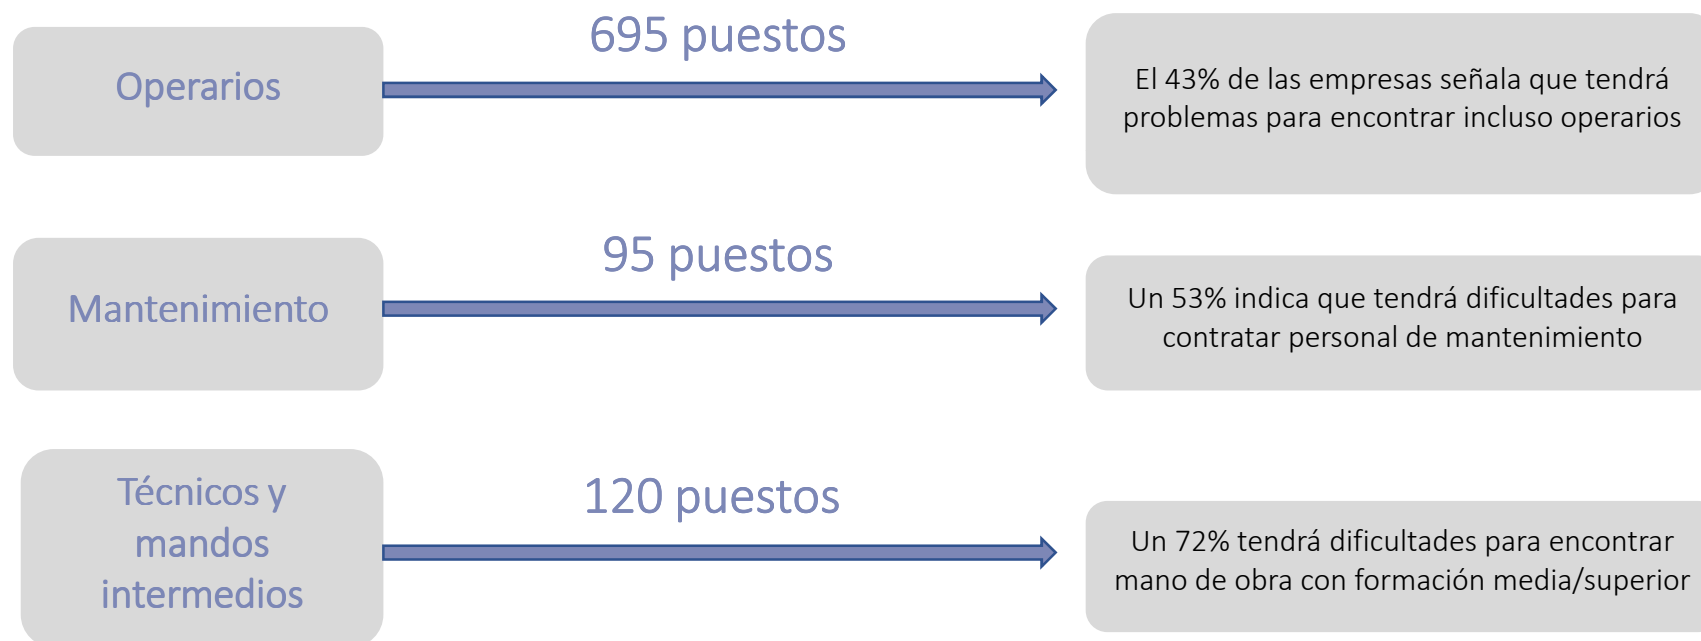 Operarios
695 puestos
El 43% de las empresas señala que tendrá
problemas para encontrar incluso operarios
Mantenimiento
95 puestos
Un 53% indica que tendrá dificultades para
contratar personal de mantenimiento
Técnicos y
mandos
intermedios
120 puestos
Un 72% tendrá dificultades para encontrar
mano de obra con formación media/superior